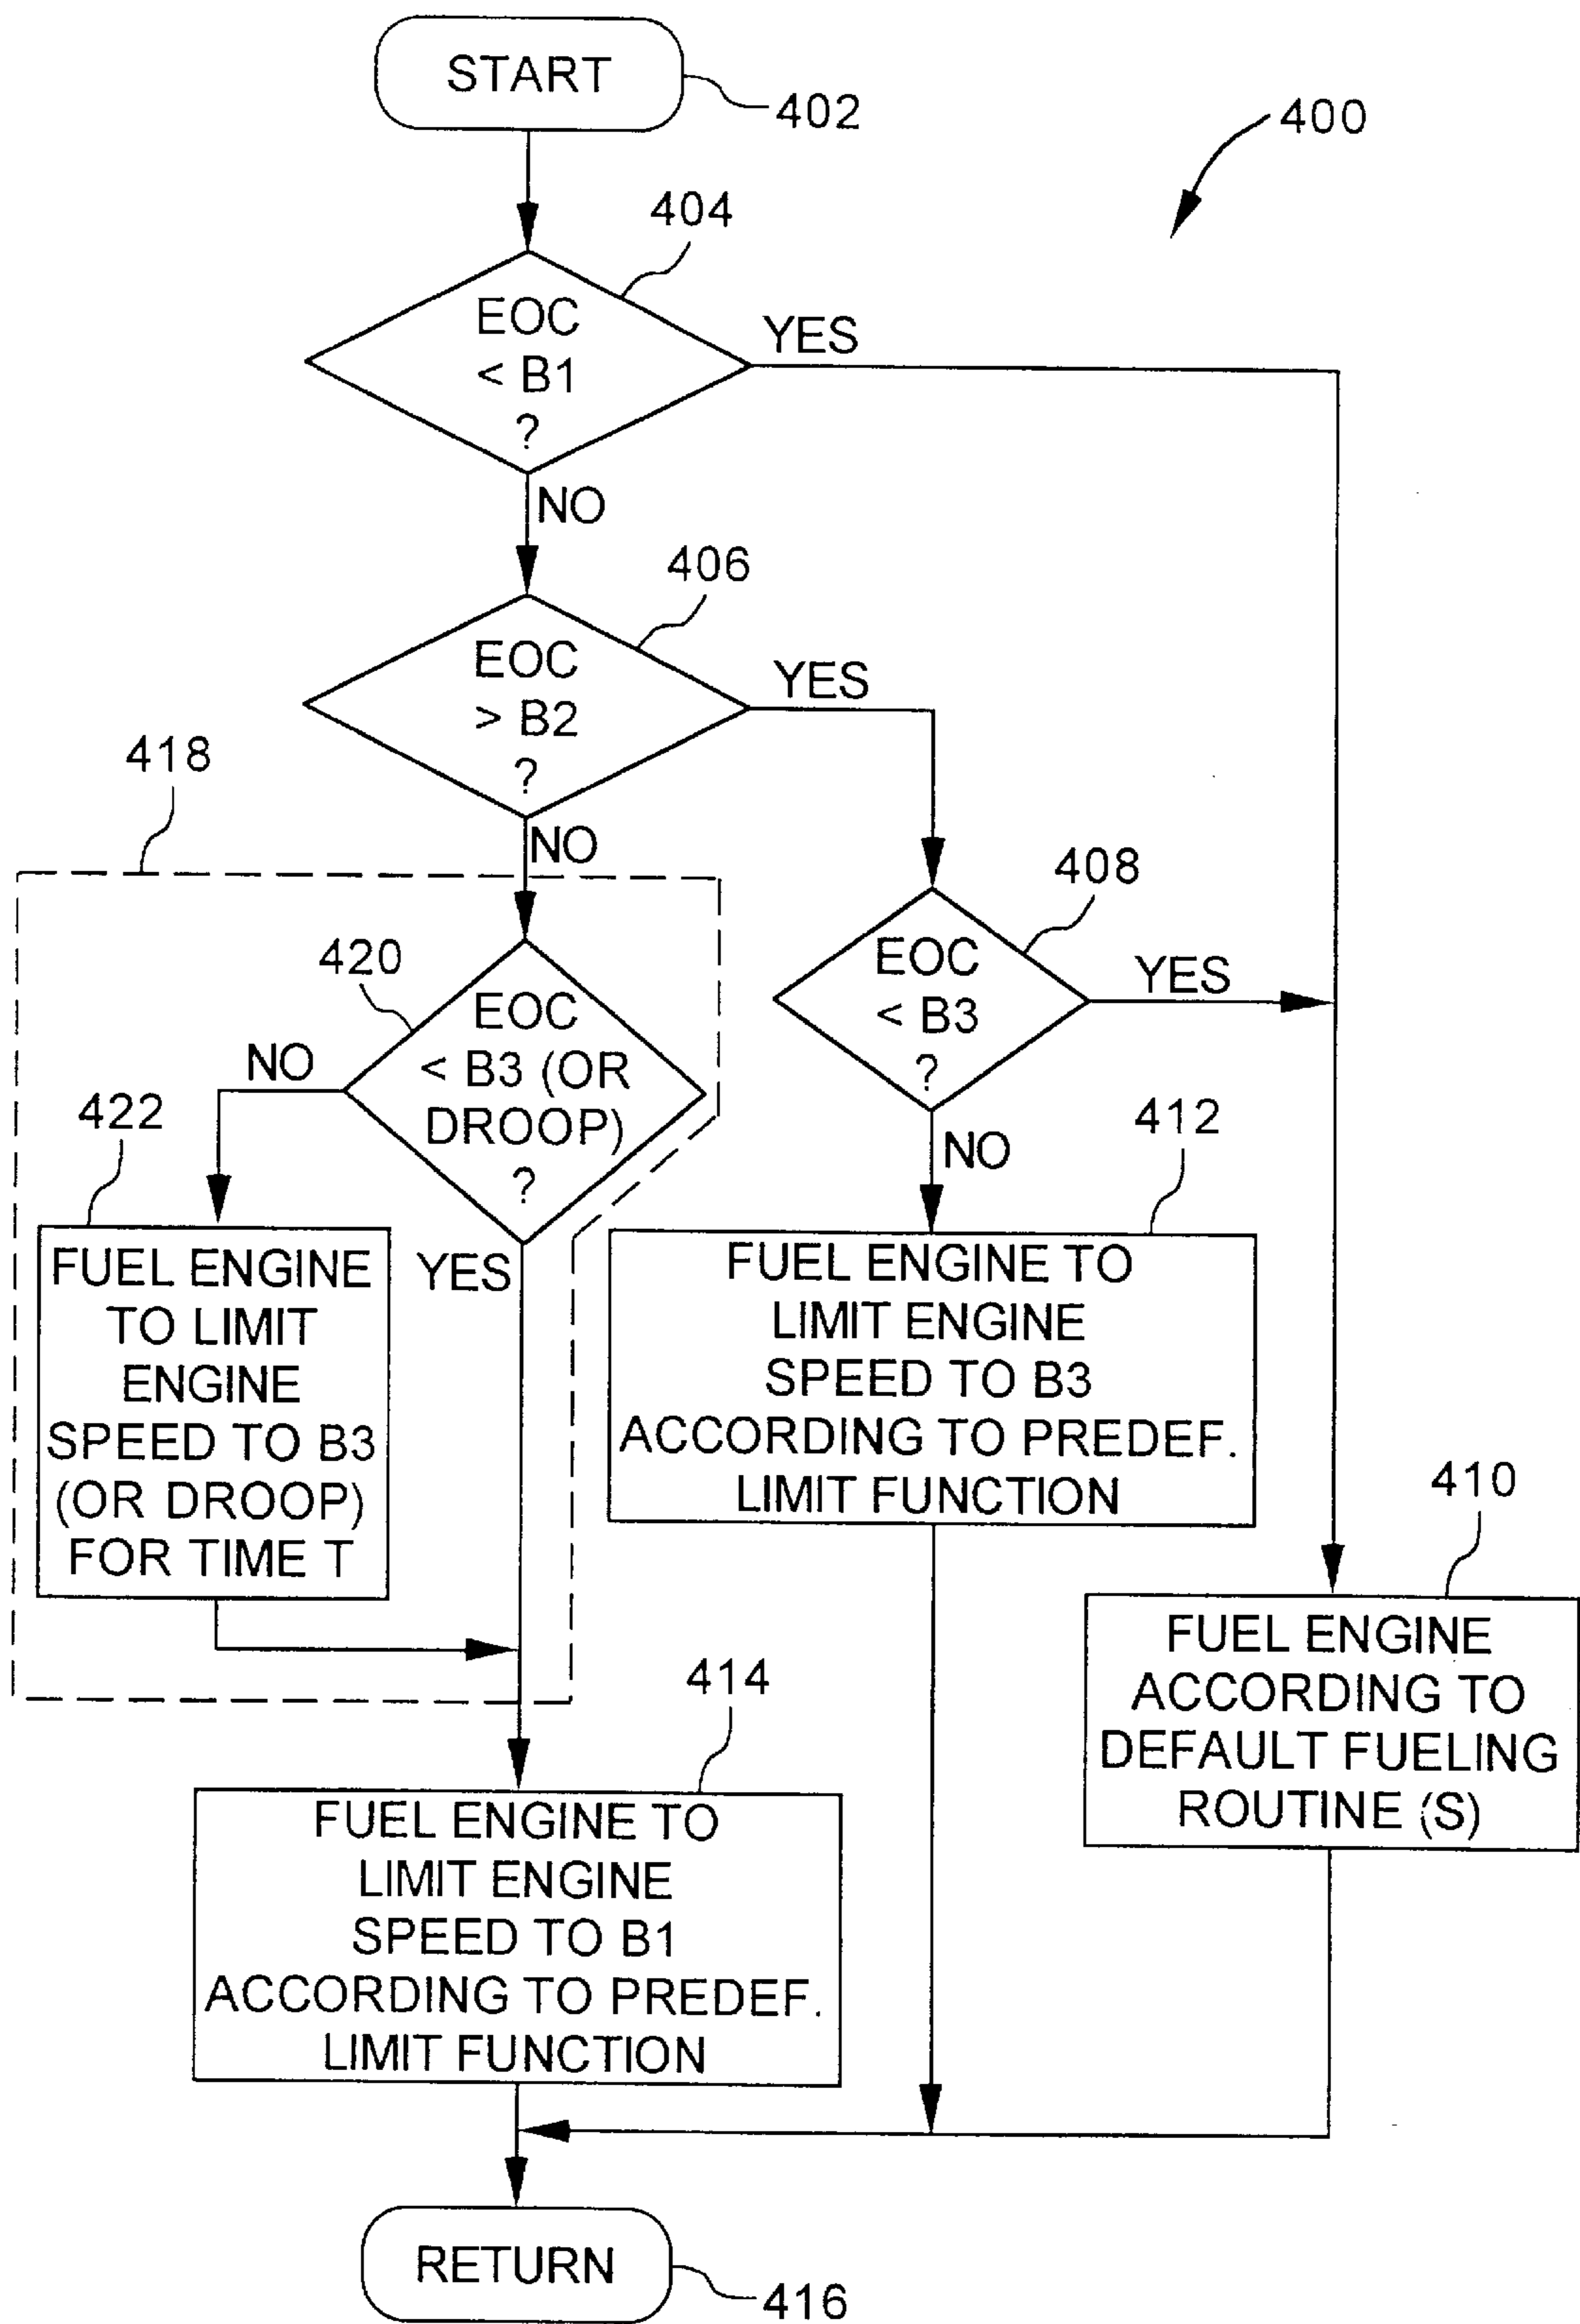 START
402
400
404
EOC
< B1
?
YES
NO
406
EOC
> B2
?
YES
418
NO
408
EOC
< B3
?
YES
420
EOC
< B3 (OR
DROOP)
?
NO
YES
NO
422
FUEL ENGINE
TO LIMIT
ENGINE
SPEED TO B3
(OR DROOP)
FOR TIME T
412
FUEL ENGINE TO
LIMIT ENGINE
SPEED TO B3
ACCORDING TO PREDEF.
LIMIT FUNCTION
410
FUEL ENGINE
ACCORDING TO
DEFAULT FUELING
ROUTINE (S)
414
FUEL ENGINE TO
LIMIT ENGINE
SPEED TO B1
ACCORDING TO PREDEF.
LIMIT FUNCTION
RETURN
416